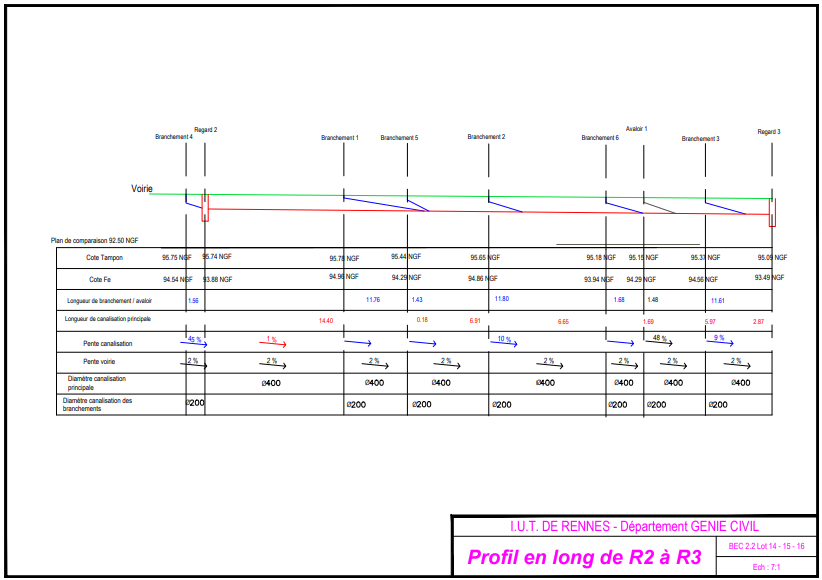 Branchement 4 Regard 2 Branchement 1 Branchement 5 Branchement 2 Branchement 6 Avaloir 1 Branchement 3 Regard 3
Voirie
Plan de comparaison 92.50 NGF
Cote Tampon 95.75 NGF 95.74 NGF 95.78 NGF 95.44 NGF 95.65 NGF 95.18 NGF 95.15 NGF 95.37 NGF 95.09 NGF
Cote Fe 94.54 NGF 93.88 NGF 94.96 NGF 94.29 NGF 94.86 NGF 93.94 NGF 94.29 NGF 94.56 NGF 93.49 NGF
Longueur de branchement / avaloir 1.56 11.76 1.43 11.80 1.68 1.48 11.61
Longueur de canalisation principale 14.40 0.18 6.91 6.65 1.69 5.97 2.87
Pente canalisation 45 % 1 % 10 % 48 % 9 %
Pente voirie 2 % 2 % 2 % 2 % 2 % 2 % 2 % 2 % 2 %
Diamètre canalisation
principale Ø400 Ø400 Ø400 Ø400 Ø400 Ø400 Ø400
Diamètre canalisation des
branchements Ø200 Ø200 Ø200 Ø200 Ø200 Ø200 Ø200
I.U.T. DE RENNES - Département GENIE CIVIL
Profil en long de R2 à R3
BEC 2.2 Lot 14 - 15 - 16
Ech : 7:1